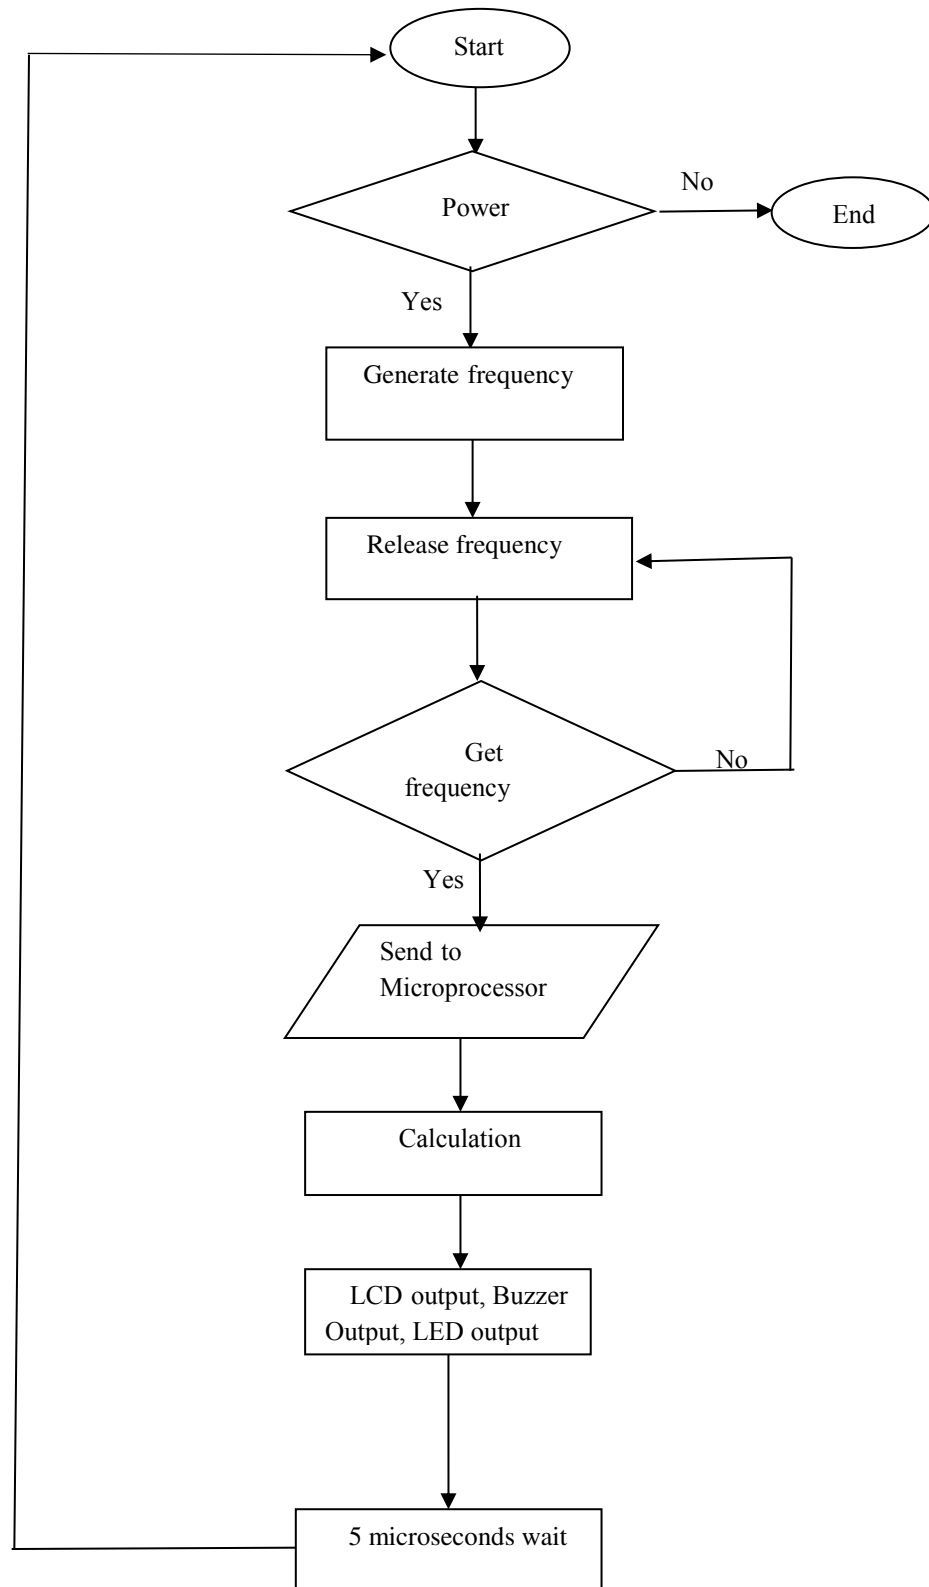 Start
Power
No
End
Yes
Generate frequency
Release frequency
Get
frequency
No
Yes
Send to
Microprocessor
Calculation
LCD output, Buzzer
Output, LED output
5 microseconds wait